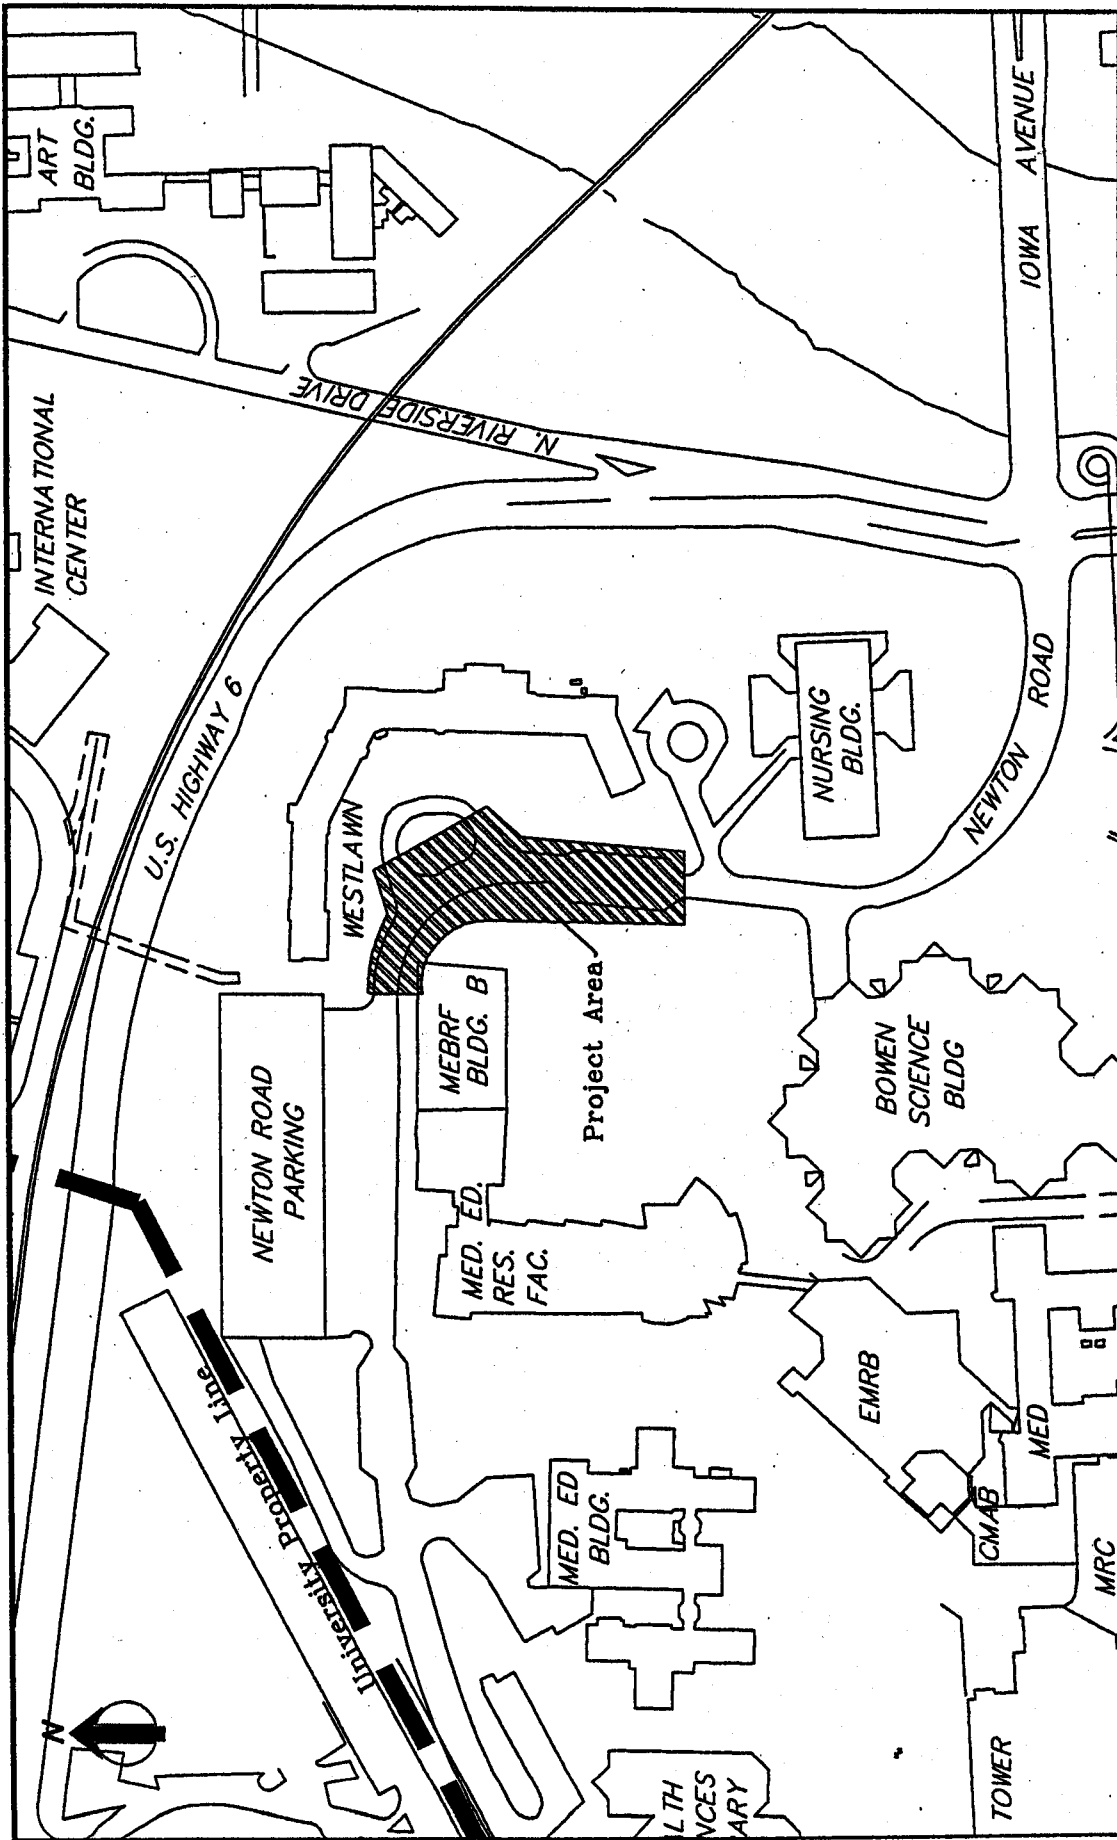 ART
BLDG.
INTERNATIONAL
CENTER
N. RIVERSIDE DRIVE
IOWA AVENUE
U.S. HIGHWAY 6
WESTLAWN
NURSING
BLDG.
NEWTON ROAD
NEWTON ROAD
PARKING
MEBRF
BLDG. B
Project Area
MED. ED.
RES.
FAC.
BOWEN
SCIENCE
BLDG
University Property Line
MED. ED
BLDG.
EMRB
CMAB
MED
MRC
TOWER
LTH
NCES
ARY
N